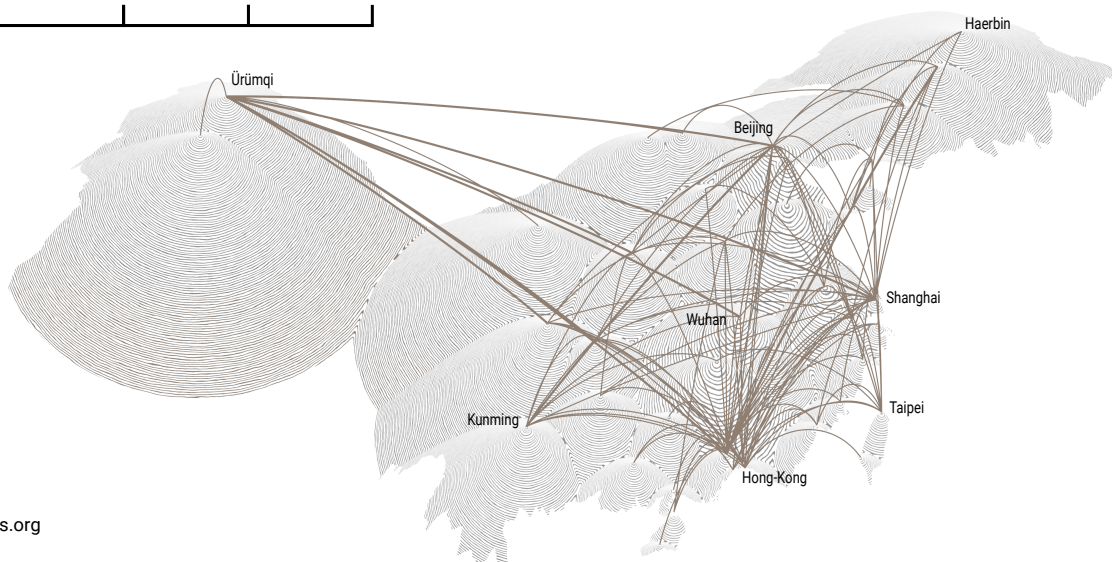 Haerbin
Ürümqi
Beijing
Shanghai
Wuhan
Taipei
Kunming
Hong-Kong
s.org